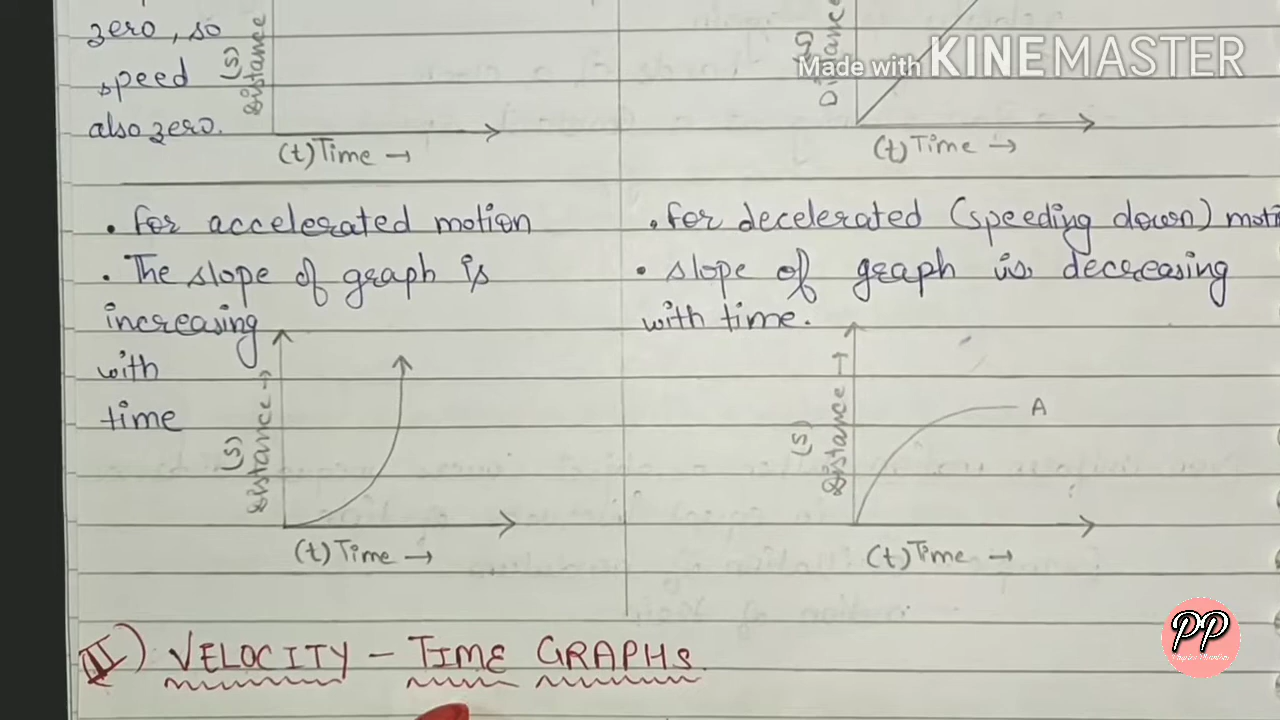 zero, so
speed
also zero.
(S)
Distance
(t) Time →
(S)
Distance
(t) Time →
Made with KINEMASTER
• For accelerated motion
• The slope of graph is
increasing
with
time
(S)
Distance →
(t) Time →
• For decelerated (speeding down) moti
• slope of graph is decreasing
with time.
(S)
Distance →
A
(t) Time →
II) VELOCITY – TIME GRAPHS.
PP